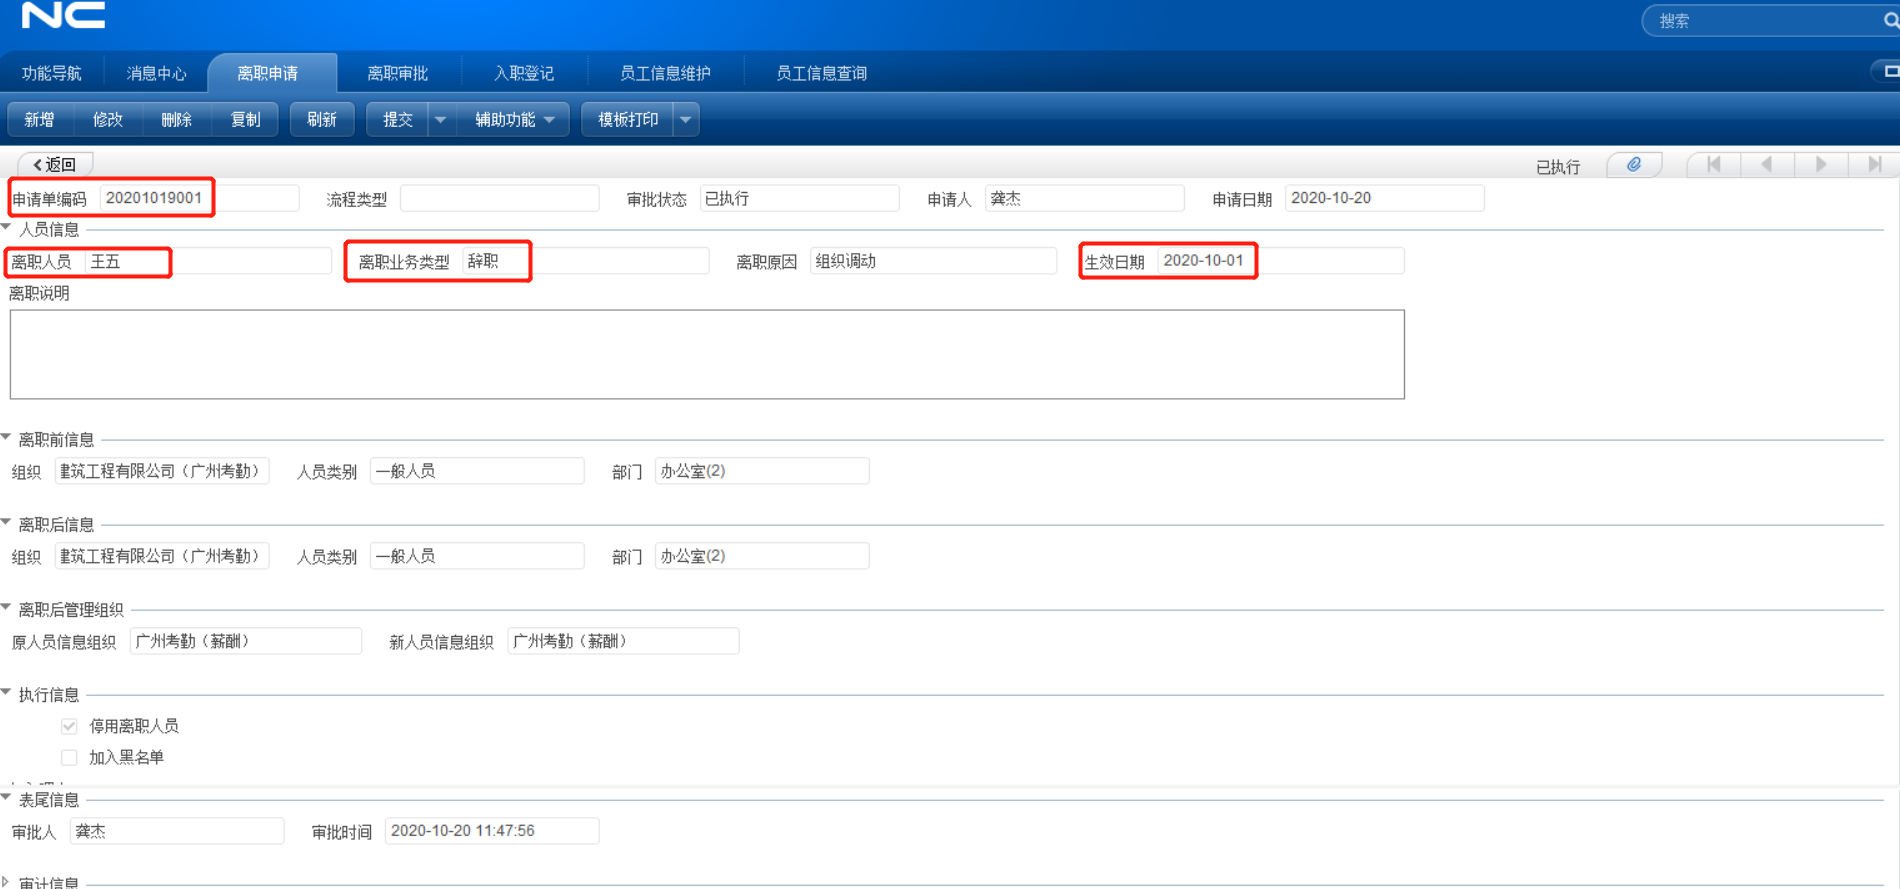 NC
搜索
功能导航 消息中心 离职申请 离职审批 入职登记 员工信息维护 员工信息查询
新增 修改 删除 复制 刷新 提交 辅助功能 模板打印
返回 已执行
申请单编码 20201019001 流程类型 审批状态 已执行 申请人 龚杰 申请日期 2020-10-20
人员信息
离职人员 王五 离职业务类型 辞职 离职原因 组织调动 生效日期 2020-10-01
离职说明
离职前信息
组织 建筑工程有限公司（广州考勤） 人员类别 一般人员 部门 办公室(2)
离职后信息
组织 建筑工程有限公司（广州考勤） 人员类别 一般人员 部门 办公室(2)
离职后管理组织
原人员信息组织 广州考勤（薪酬） 新人员信息组织 广州考勤（薪酬）
执行信息
停用离职人员
加入黑名单
表尾信息
审批人 龚杰 审批时间 2020-10-20 11:47:56
审计信息